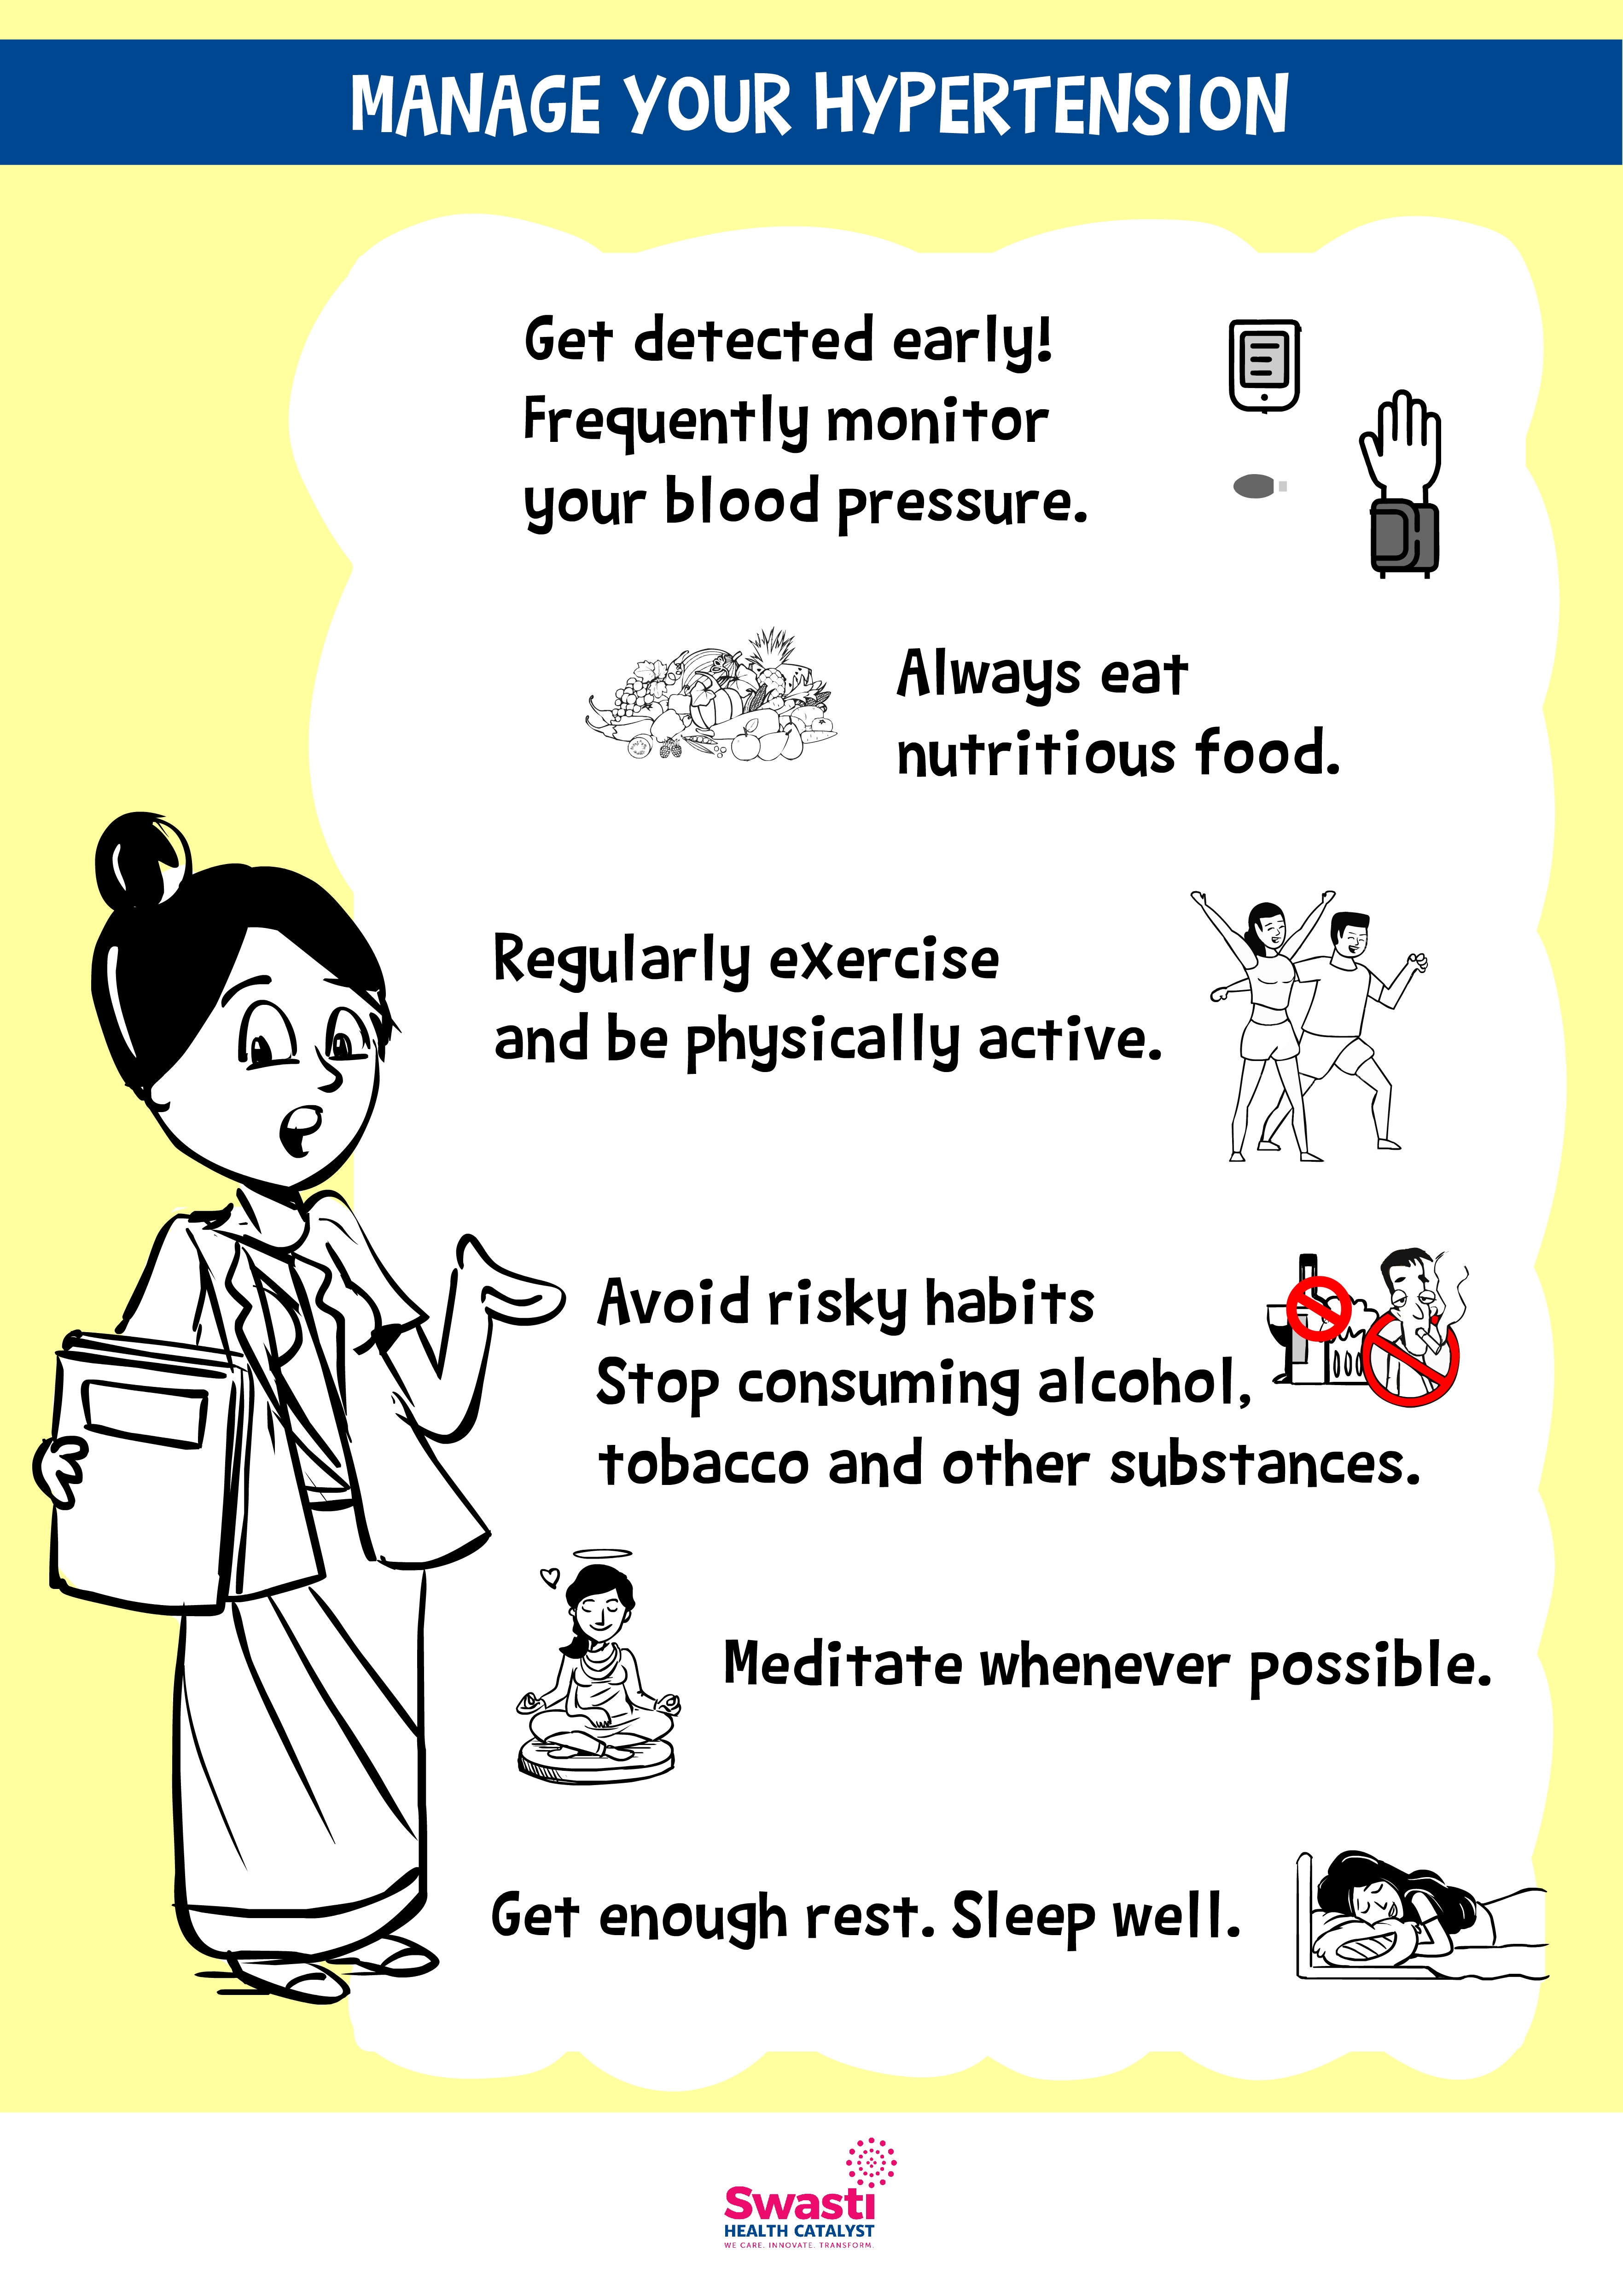 MANAGE YOUR HYPERTENSION
Get detected early!
Frequently monitor
your blood pressure.
Always eat
nutritious food.
Regularly exercise
and be physically active.
Avoid risky habits
Stop consuming alcohol,
tobacco and other substances.
Meditate whenever possible.
Get enough rest. Sleep well.
Swasti
HEALTH CATALYST
WE CARE. INNOVATE. TRANSFORM.